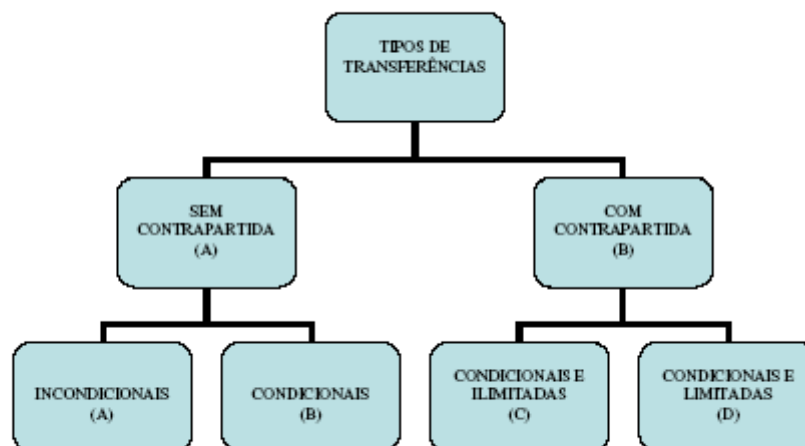 TIPOS DE
TRANSFERÊNCIAS
SEM
CONTRAPARTIDA
(A)
COM
CONTRAPARTIDA
(B)
INCONDICIONAIS
(A)
CONDICIONAIS
(B)
CONDICIONAIS E
ILIMITADAS
(C)
CONDICIONAIS E
LIMITADAS
(D)